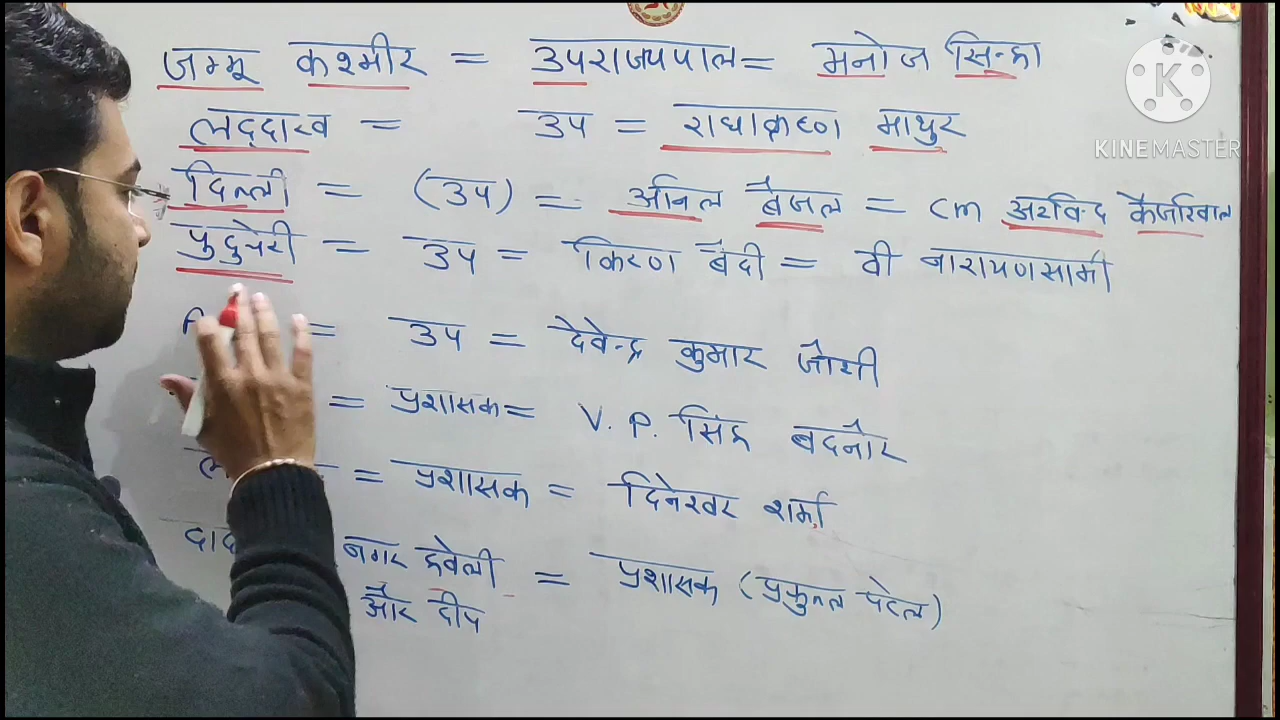 जम्मू कश्मीर = उपराज्यपाल = मनोज सिन्हा
KINEMASTER
लद्दाख = उप = राधाकृष्ण माथुर
दिल्ली = (उप) = अनिल बैजल = cm अरविंद केजरिवाल
पुदुचेरी = उप = किरण बेदी = वी नारायणसामी
= उप = देवेन्द्र कुमार जोशी
= प्रशासक = V. P. सिंह बदनौर
= प्रशासक = दिनेश्वर शर्मा
नगर हवेली = प्रशासक (प्रफुल्ल पटेल)
और दीप